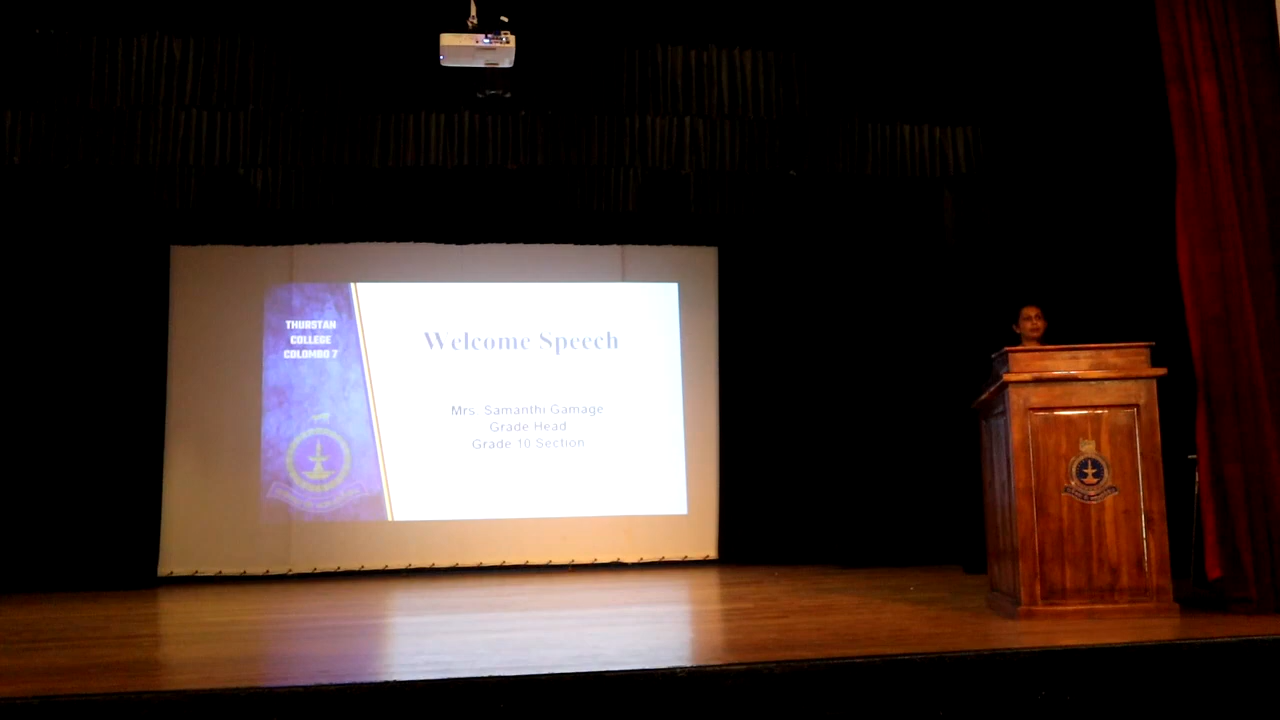 THURSTAN
COLLEGE
COLOMBO 7
Welcome Speech
Mrs. Samanthi Gamage
Grade Head
Grade 10 Section